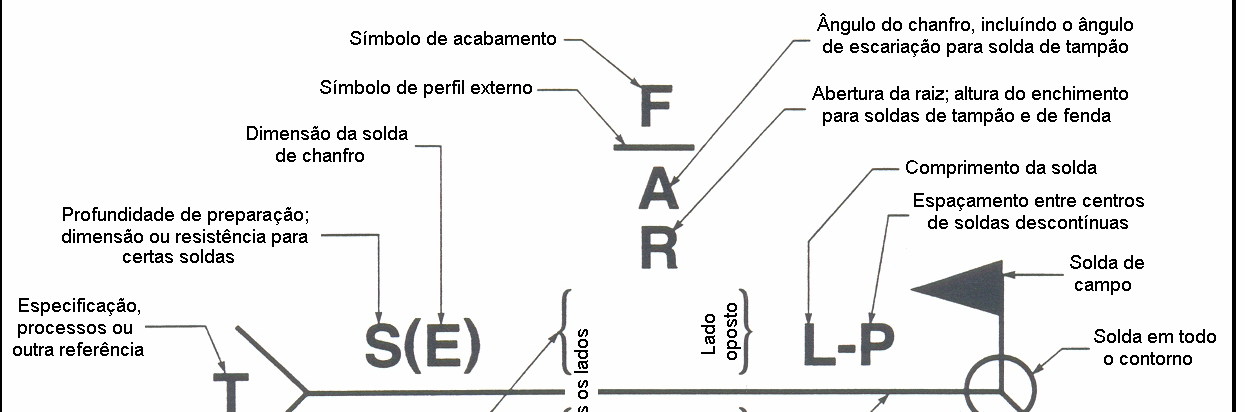 Símbolo de acabamento
Ângulo do chanfro, incluíndo o ângulo
de escariação para solda de tampão
Símbolo de perfil externo
F
Abertura da raiz; altura do enchimento
para soldas de tampão e de fenda
Dimensão da solda
de chanfro
A
Comprimento da solda
Espaçamento entre centros
de soldas descontínuas
Profundidade de preparação;
dimensão ou resistência para
certas soldas
R
Solda de
campo
Especificação,
processos ou
outra referência
S(E)
Lado
oposto
L-P
Solda em todo
o contorno
T
os lados